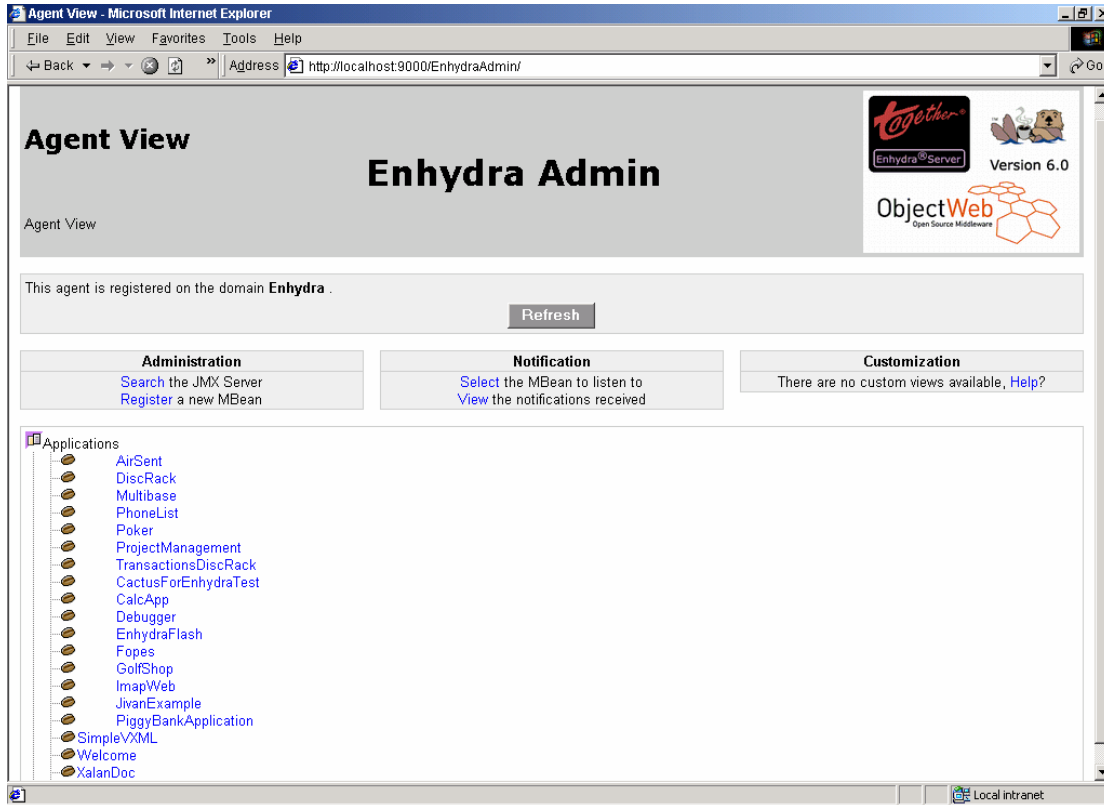 Agent View - Microsoft Internet Explorer
File Edit View Favorites Tools Help
Back » Address http://localhost:9000/EnhydraAdmin/ Go
Agent View
Enhydra Admin
Agent View
together
Enhydra®Server
Version 6.0
ObjectWeb
Open Source Middleware
This agent is registered on the domain Enhydra .
Refresh
Administration
Search the JMX Server
Register a new MBean
Notification
Select the MBean to listen to
View the notifications received
Customization
There are no custom views available, Help?
Applications
AirSent
DiscRack
Multibase
PhoneList
Poker
ProjectManagement
TransactionsDiscRack
CactusForEnhydraTest
CalcApp
Debugger
EnhydraFlash
Fopes
GolfShop
ImapWeb
JivanExample
PiggyBankApplication
SimpleVXML
Welcome
XalanDoc
Local intranet